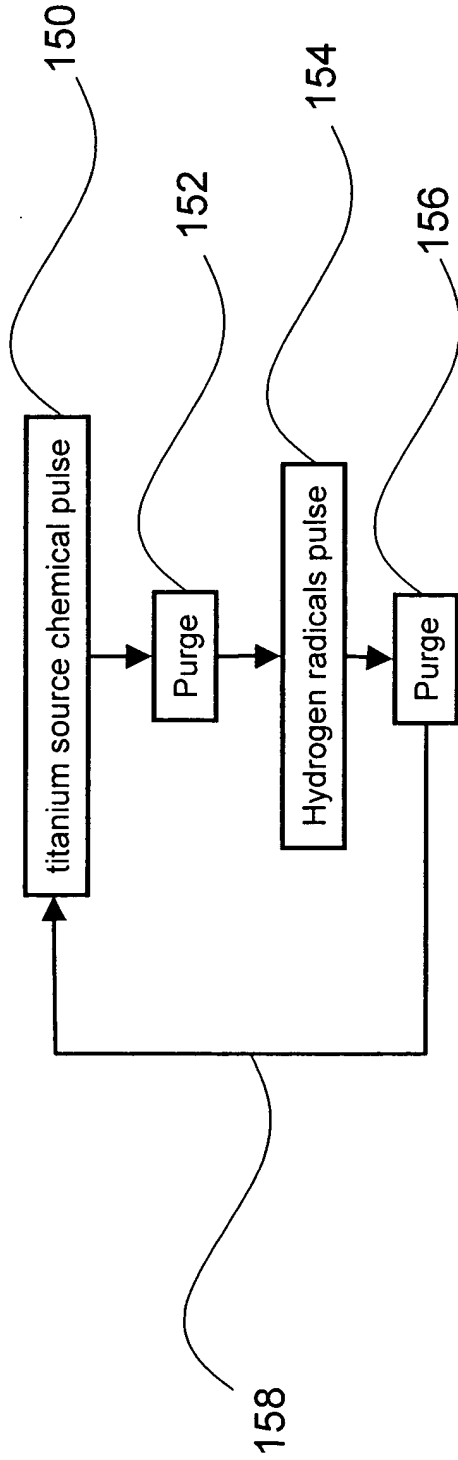 titanium source chemical pulse
150
Purge
152
Hydrogen radicals pulse
154
Purge
156
158